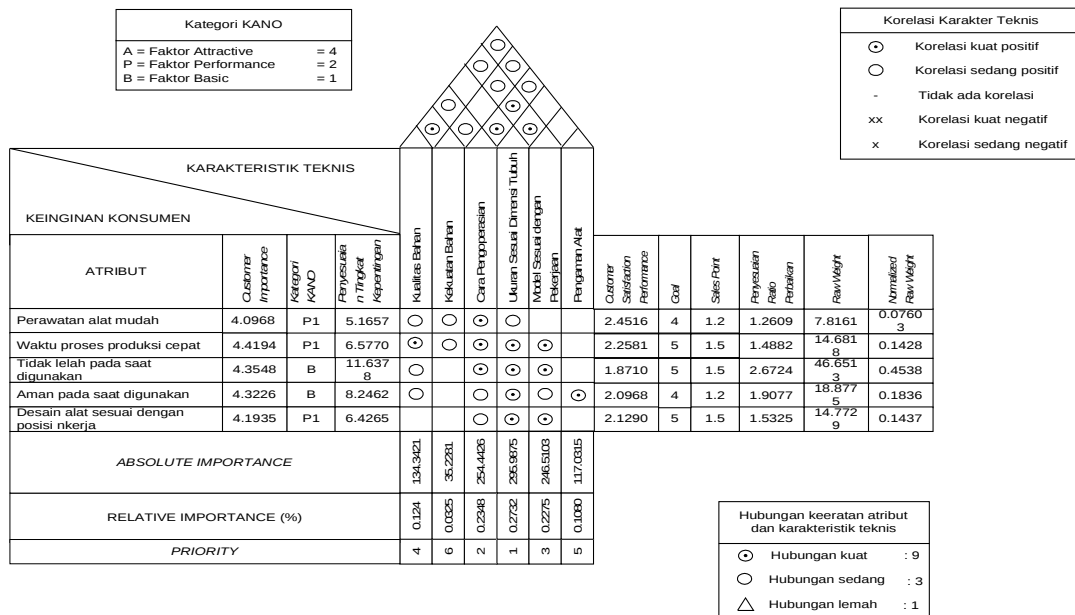 Kategori KANO
A = Faktor Attractive = 4
P = Faktor Performance = 2
B = Faktor Basic = 1
Korelasi Karakter Teknis
Korelasi kuat positif
Korelasi sedang positif
- Tidak ada korelasi
xx Korelasi kuat negatif
x Korelasi sedang negatif
KARAKTERISTIK TEKNIS
KEINGINAN KONSUMEN
ATRIBUT
Customer
Importance
Kategori
KANO
Penyesuaia
n Tingkat
Kepentingan
Kualitas Bahan
Kekuatan Bahan
Cara Pengoperasian
Ukuran Sesuai Dimensi Tubuh
Model Sesuai dengan
Pekerjaan
Pengaman Alat
Customer
Satisfaction
Performance
Goal
Sales Point
Penyesuaian
Ratio
Perbaikan
Raw Weight
Normalized
Raw Weight
Perawatan alat mudah 4.0968 P1 5.1657 2.4516 4 1.2 1.2609 7.8161 0.0760
3
Waktu proses produksi cepat 4.4194 P1 6.5770 2.2581 5 1.5 1.4882 14.681
8 0.1428
Tidak lelah pada saat
digunakan 4.3548 B 11.637
8 1.8710 5 1.5 2.6724 46.651
3 0.4538
Aman pada saat digunakan 4.3226 B 8.2462 2.0968 4 1.2 1.9077 18.877
5 0.1836
Desain alat sesuai dengan
posisi nkerja 4.1935 P1 6.4265 2.1290 5 1.5 1.5325 14.772
9 0.1437
ABSOLUTE IMPORTANCE 134.3421 35.2281 254.4426 295.9875 246.5103 117.0315
RELATIVE IMPORTANCE (%) 0.124 0.0325 0.2348 0.2732 0.2275 0.1080
PRIORITY 4 6 2 1 3 5
Hubungan keeratan atribut
dan karakteristik teknis
Hubungan kuat : 9
Hubungan sedang : 3
Hubungan lemah : 1